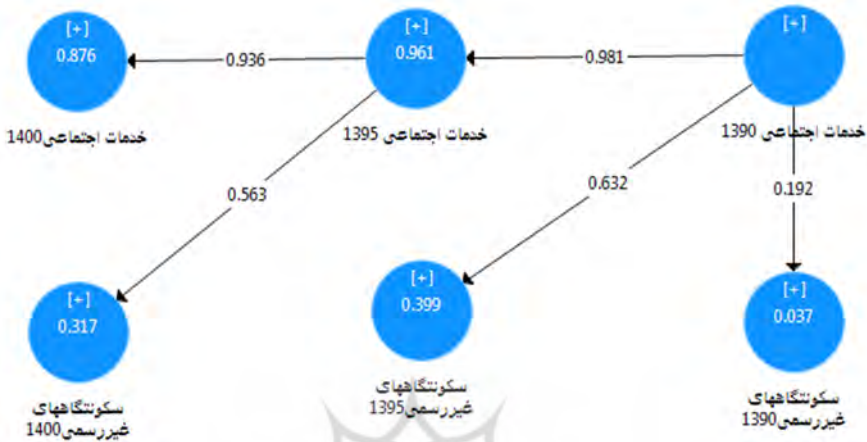 [+]
0.876
0.936
[+]
0.961
0.981
[+]
خدمات اجتماعی1400
خدمات اجتماعی 1395
خدمات اجتماعی 1390
0.563
0.632
0.192
[+]
0.317
[+]
0.399
[+]
0.037
سکونتگاههای
غیررسمی1400
سکونتگاههای
غیررسمی1395
سکونتگاههای
غیررسمی1390